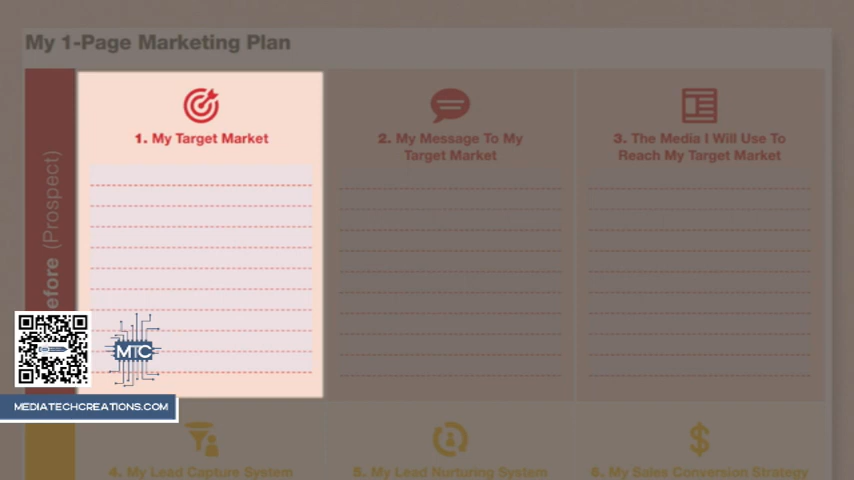 My 1-Page Marketing Plan
1. My Target Market
2. My Message To My
Target Market
3. The Media I Will Use To
Reach My Target Market
efore (Prospect)
MTC
MEDIATECHCREATIONS.COM
4. My Lead Capture System
5. My Lead Nurturing System
6. My Sales Conversion Strategy